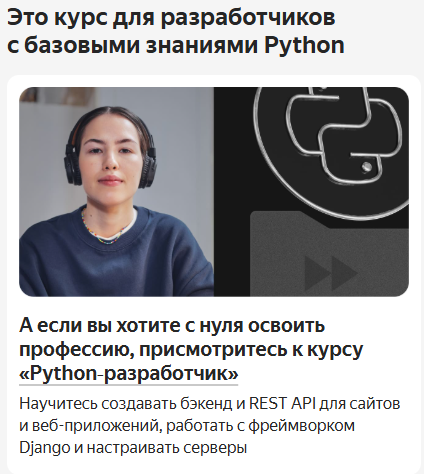 Это курс для разработчиков
с базовыми знаниями Python
А если вы хотите с нуля освоить
профессию, присмотритесь к курсу
«Python-разработчик»
Научитесь создавать бэкенд и REST API для сайтов
и веб-приложений, работать с фреймворком
Django и настраивать серверы